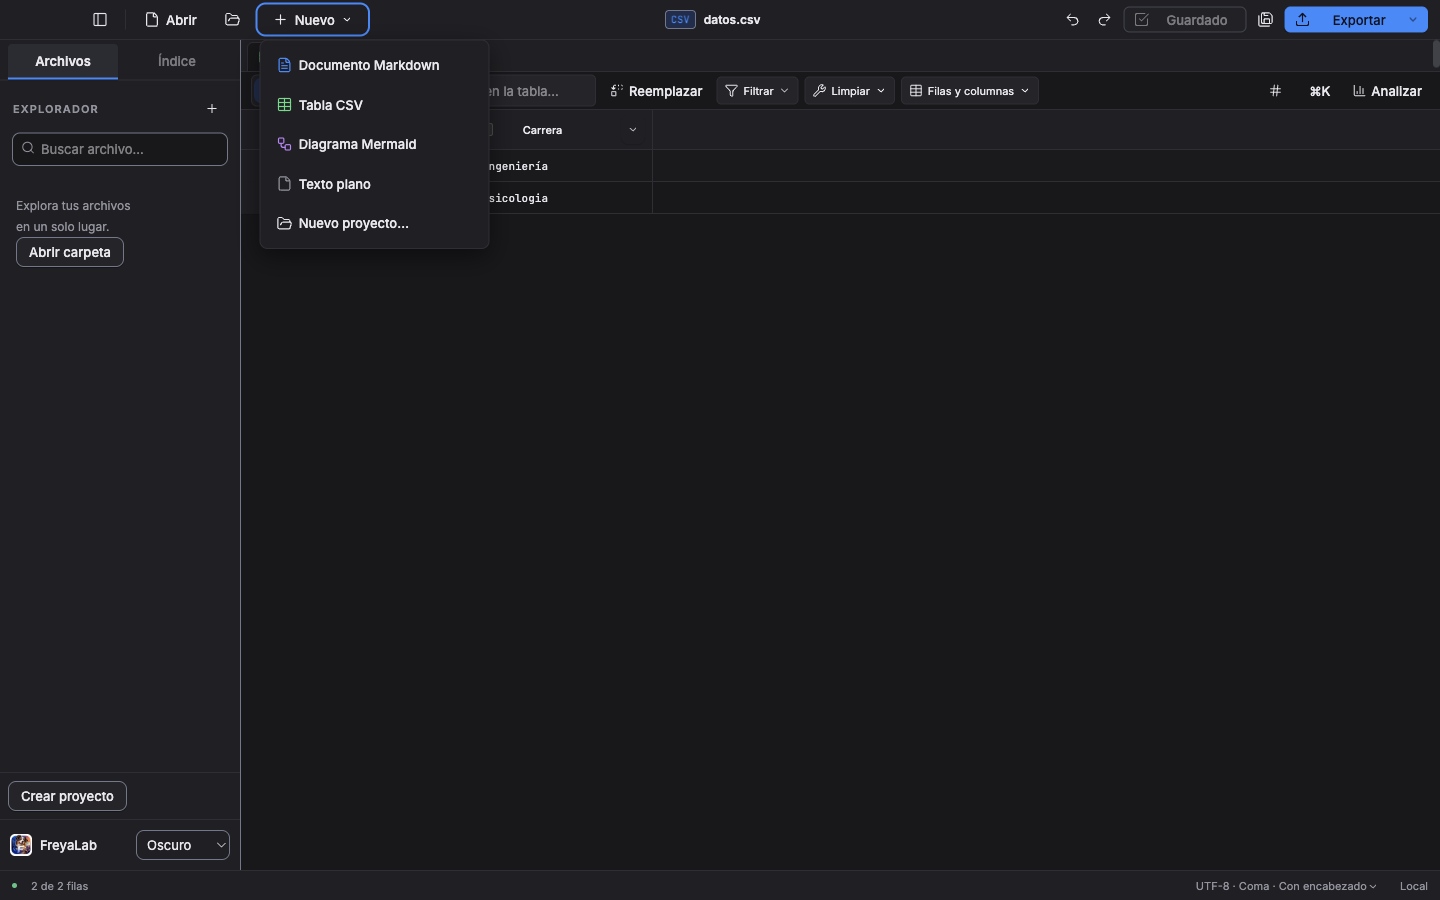 Abrir
Nuevo
CSV datos.csv
Guardado
Exportar
Archivos
Índice
Documento Markdown
Tabla CSV
Diagrama Mermaid
Texto plano
Nuevo proyecto...
en la tabla...
Reemplazar
Filtrar
Limpiar
Filas y columnas
#
⌘K
Analizar
EXPLORADOR
Buscar archivo...
Carrera
ngeniería
sicologia
Explora tus archivos
en un solo lugar.
Abrir carpeta
Crear proyecto
FreyaLab
Oscuro
2 de 2 filas
UTF-8 · Coma · Con encabezado
Local